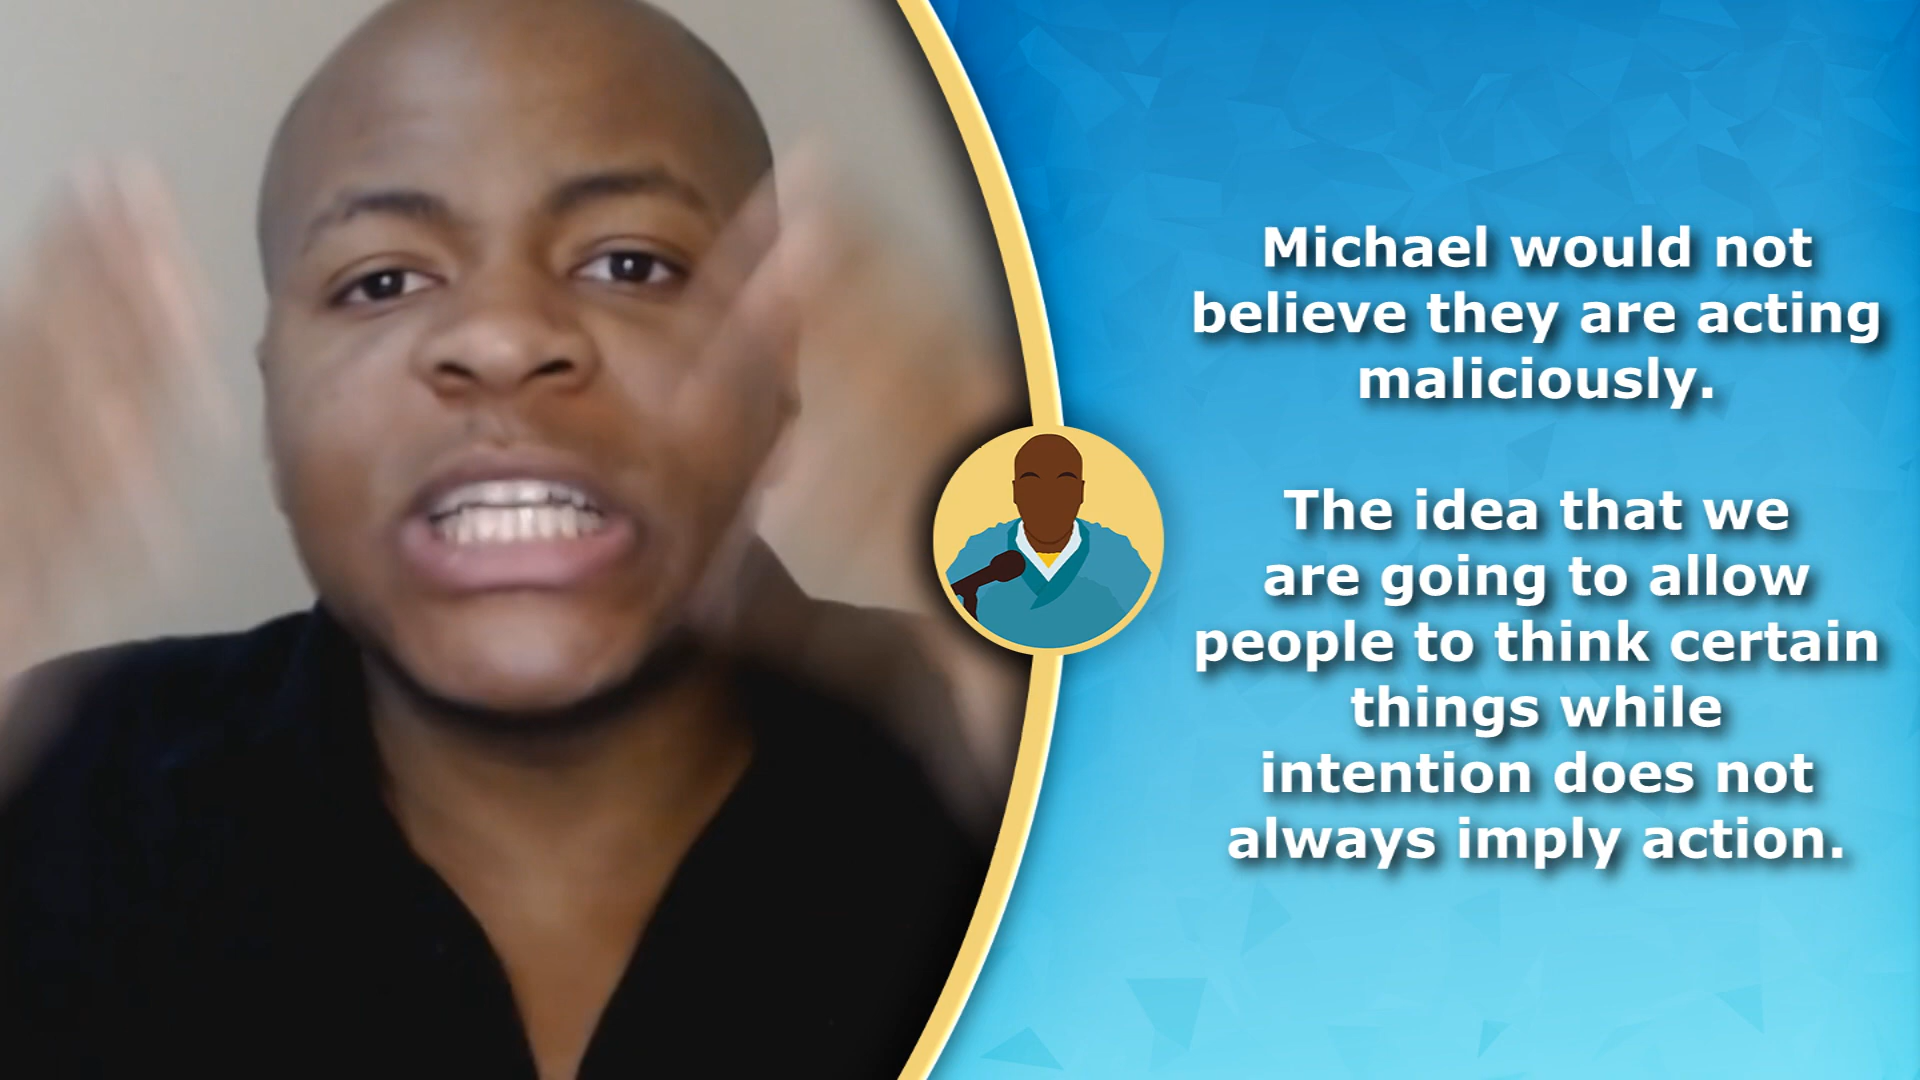 Michael would not
believe they are acting
maliciously.
The idea that we
are going to allow
people to think certain
things while
intention does not
always imply action.